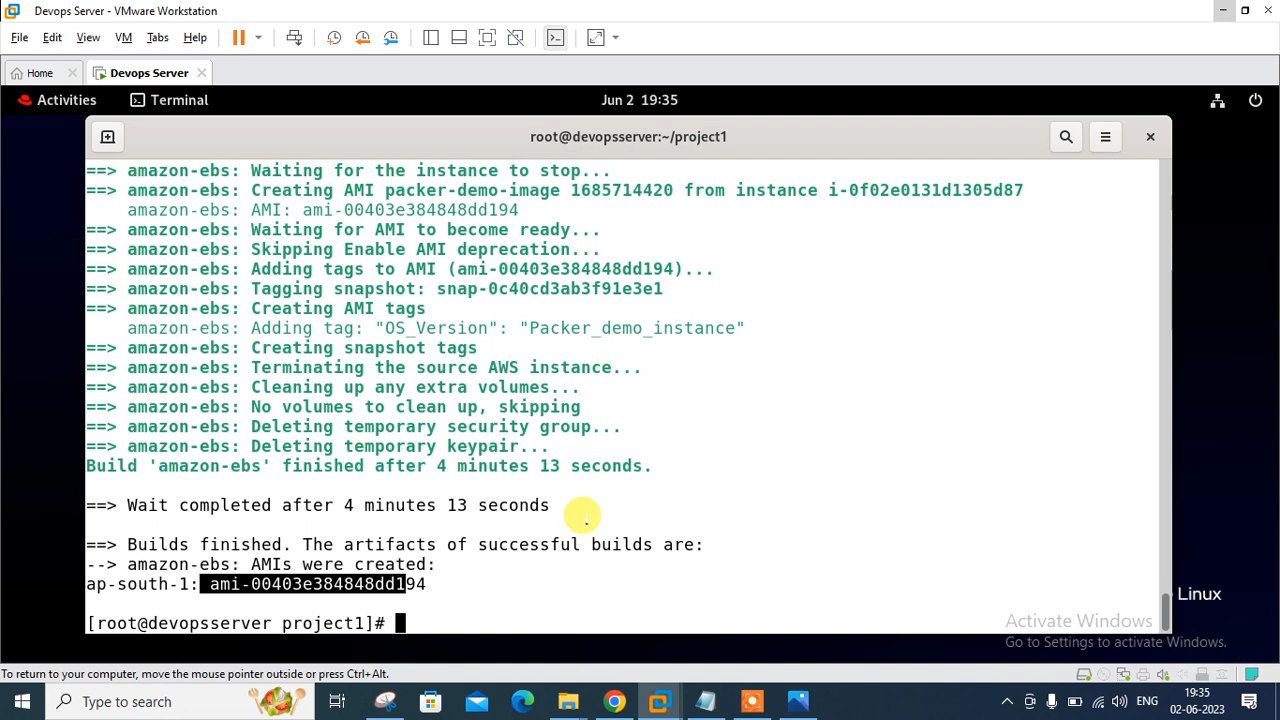 Devops Server - VMware Workstation
File Edit View VM Tabs Help
Home Devops Server
Activities Terminal Jun 2 19:35
root@devopsserver:~/project1
==> amazon-ebs: Waiting for the instance to stop...
==> amazon-ebs: Creating AMI packer-demo-image 1685714420 from instance i-0f02e0131d1305d87
amazon-ebs: AMI: ami-00403e384848dd194
==> amazon-ebs: Waiting for AMI to become ready...
==> amazon-ebs: Skipping Enable AMI deprecation...
==> amazon-ebs: Adding tags to AMI (ami-00403e384848dd194)...
==> amazon-ebs: Tagging snapshot: snap-0c40cd3ab3f91e3e1
==> amazon-ebs: Creating AMI tags
amazon-ebs: Adding tag: "OS_Version": "Packer_demo_instance"
==> amazon-ebs: Creating snapshot tags
==> amazon-ebs: Terminating the source AWS instance...
==> amazon-ebs: Cleaning up any extra volumes...
==> amazon-ebs: No volumes to clean up, skipping
==> amazon-ebs: Deleting temporary security group...
==> amazon-ebs: Deleting temporary keypair...
Build 'amazon-ebs' finished after 4 minutes 13 seconds.
==> Wait completed after 4 minutes 13 seconds
==> Builds finished. The artifacts of successful builds are:
--> amazon-ebs: AMIs were created:
ap-south-1: ami-00403e384848dd194
[root@devopsserver project1]#
Linux
Activate Windows
Go to Settings to activate Windows.
To return to your computer, move the mouse pointer outside or press Ctrl+Alt.
Type to search
ENG
19:35
02-06-2023